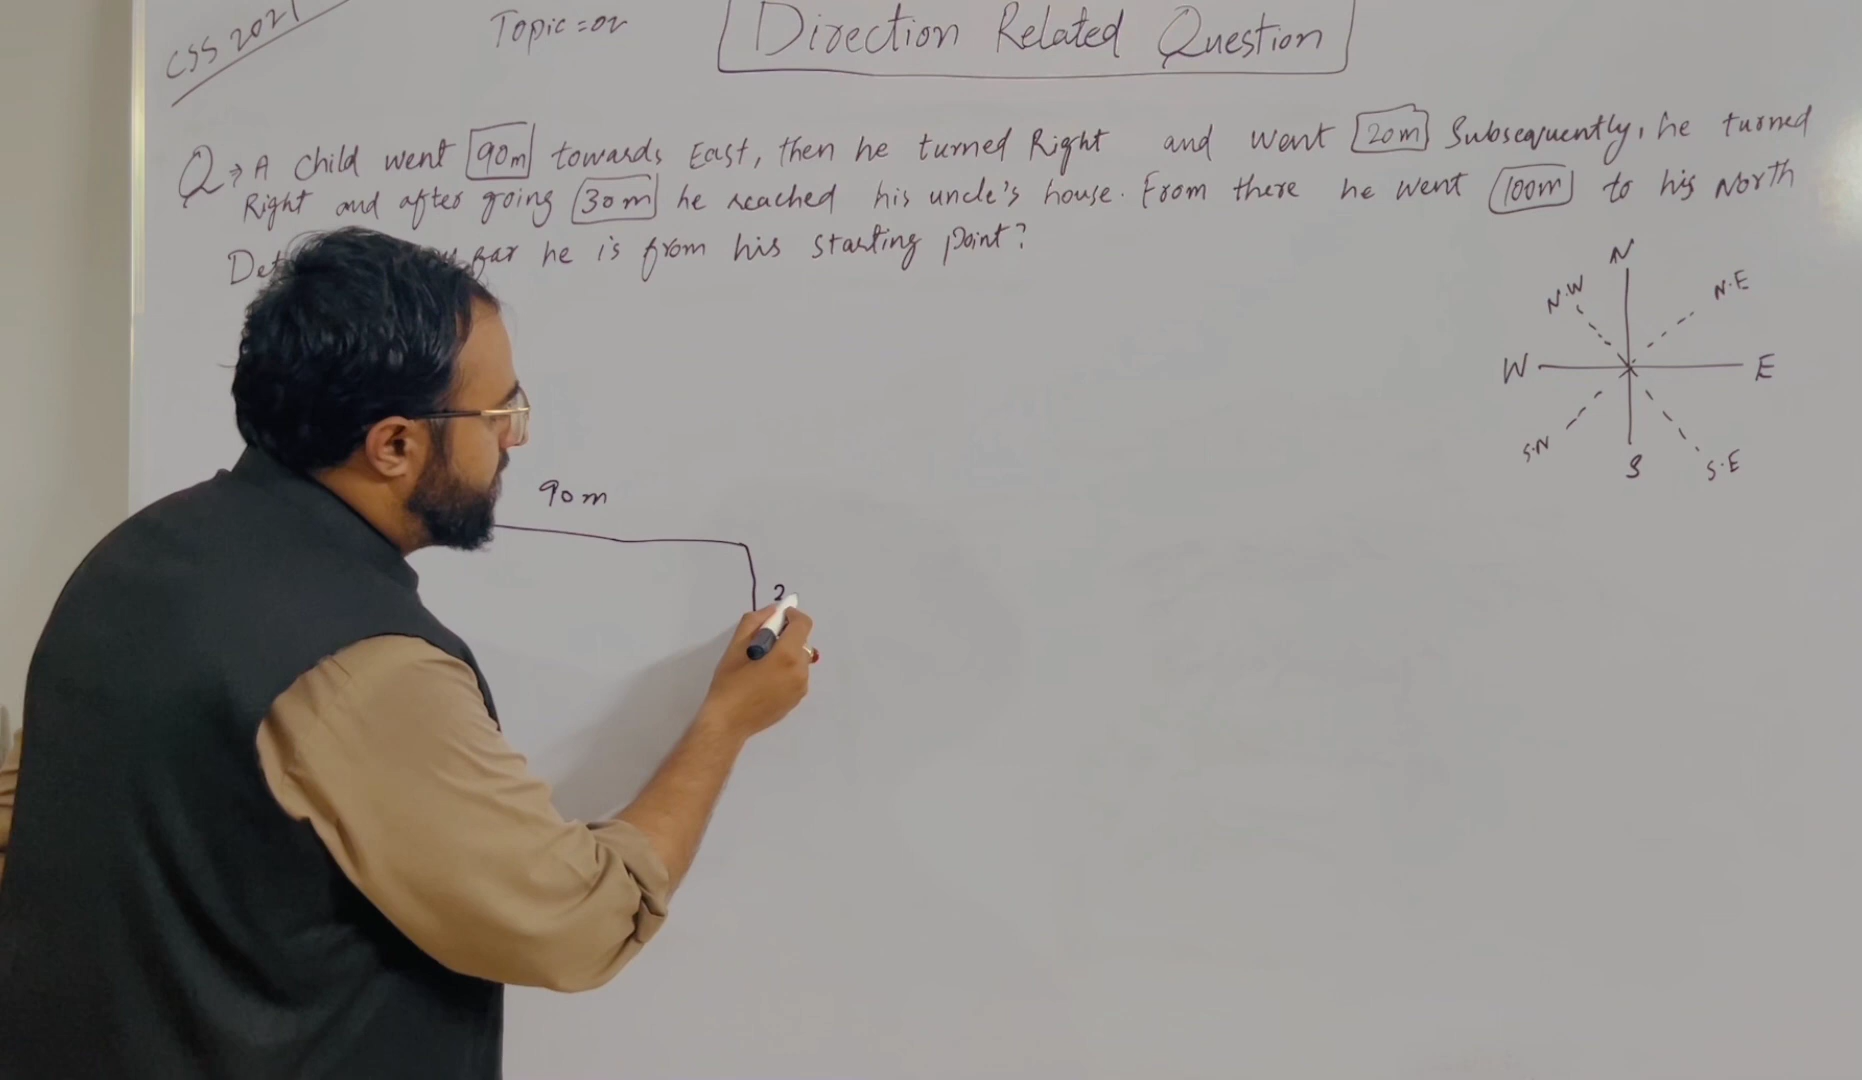 CSS 2021
Topic = 02
Direction Related Question
Q → A child went 90m towards East, then he turned Right and went 20m Subsequently, he turned
Right and after going 30m he reached his uncle's house. From there he went 100m to his North
Det far he is from his starting point?
N
N.W
N.E
W
E
S.N
S
S.E
90 m
2